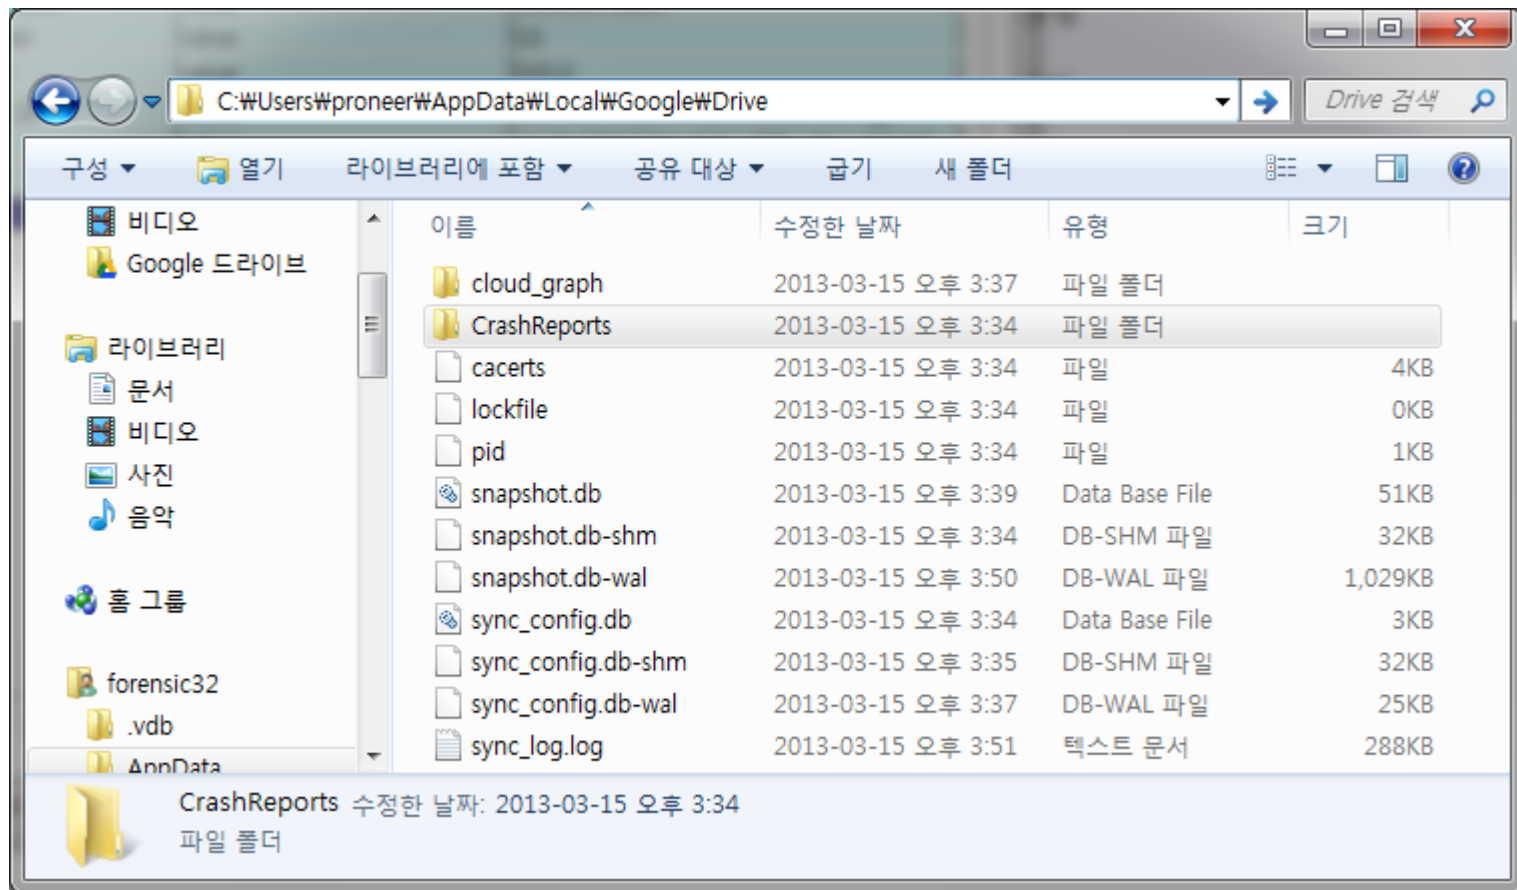 C:₩Users₩proneer₩AppData₩Local₩Google₩Drive
Drive 검색
구성 열기 라이브러리에 포함 공유 대상 굽기 새 폴더
비디오
Google 드라이브
라이브러리
문서
비디오
사진
음악
홈 그룹
forensic32
.vdb
AppData
이름 수정한 날짜 유형 크기
cloud_graph 2013-03-15 오후 3:37 파일 폴더
CrashReports 2013-03-15 오후 3:34 파일 폴더
cacerts 2013-03-15 오후 3:34 파일 4KB
lockfile 2013-03-15 오후 3:34 파일 0KB
pid 2013-03-15 오후 3:34 파일 1KB
snapshot.db 2013-03-15 오후 3:39 Data Base File 51KB
snapshot.db-shm 2013-03-15 오후 3:34 DB-SHM 파일 32KB
snapshot.db-wal 2013-03-15 오후 3:50 DB-WAL 파일 1,029KB
sync_config.db 2013-03-15 오후 3:34 Data Base File 3KB
sync_config.db-shm 2013-03-15 오후 3:35 DB-SHM 파일 32KB
sync_config.db-wal 2013-03-15 오후 3:37 DB-WAL 파일 25KB
sync_log.log 2013-03-15 오후 3:51 텍스트 문서 288KB
CrashReports 수정한 날짜: 2013-03-15 오후 3:34
파일 폴더